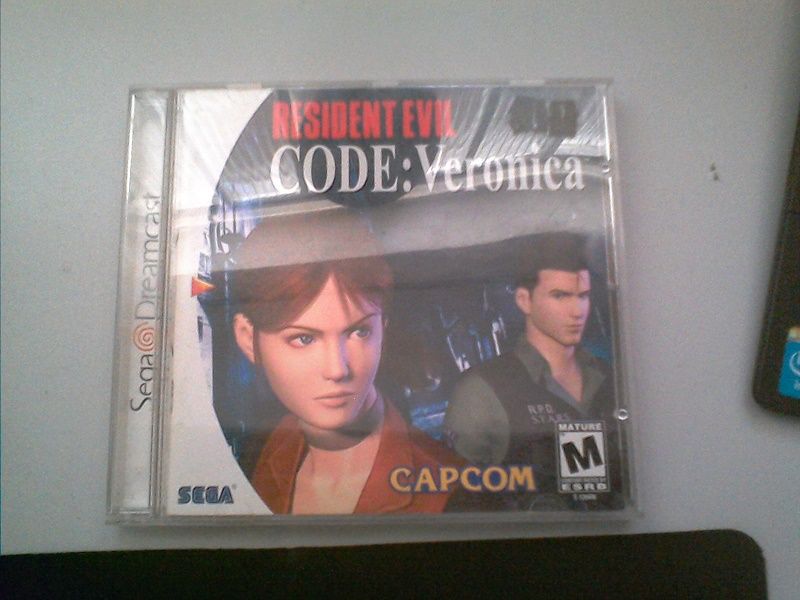 RESIDENT EVIL
CODE:Veronica
Sega Dreamcast
R.P.D.
S.T.A.R.S.
CAPCOM
SEGA
MATURE
M
ESRB